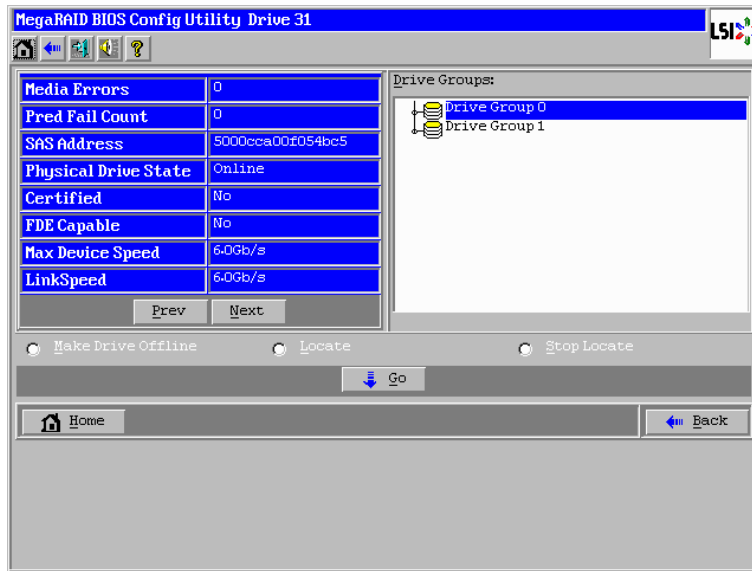 MegaRAID BIOS Config Utility Drive 31
LSI
Media Errors 0
Pred Fail Count 0
SAS Address 5000cca00f054bc5
Physical Drive State Online
Certified No
FDE Capable No
Max Device Speed 6.0Gb/s
LinkSpeed 6.0Gb/s
Prev Next
Drive Groups:
Drive Group 0
Drive Group 1
Make Drive Offline Locate Stop Locate
Go
Home Back